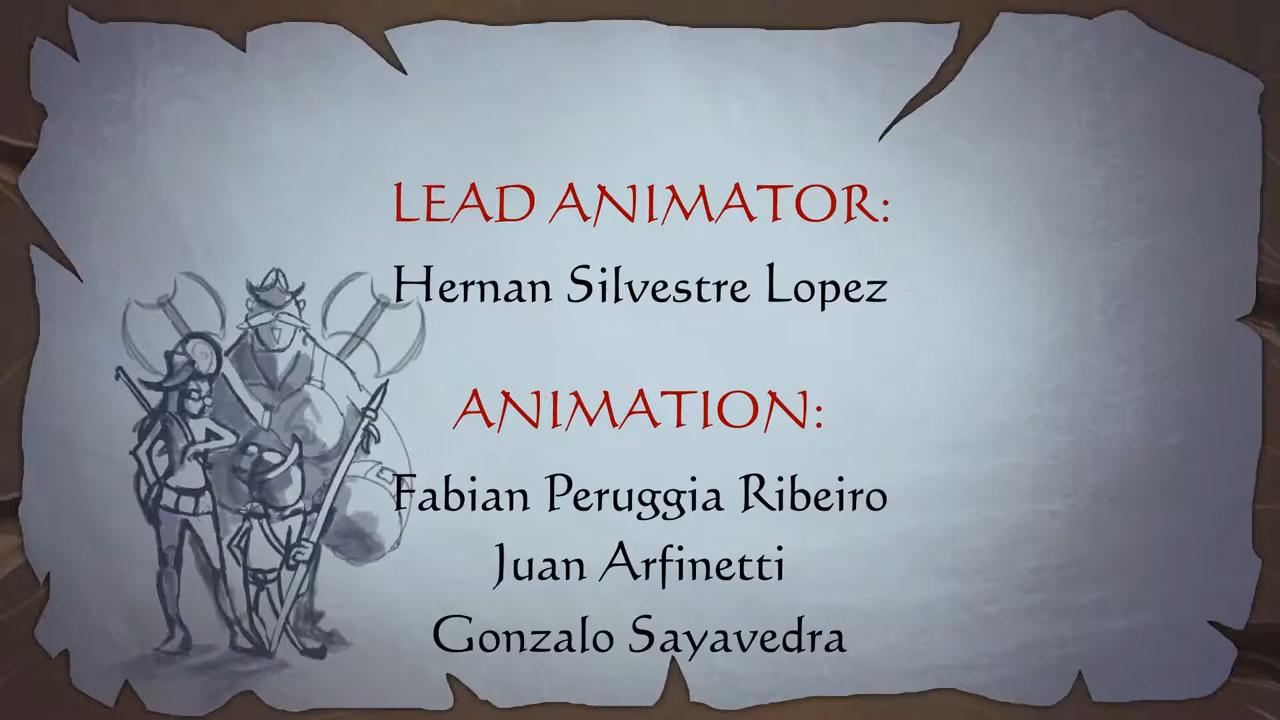 LEAD ANIMATOR:
Hernan Silvestre Lopez
ANIMATION:
Fabian Peruggia Ribeiro
Juan Arfinetti
Gonzalo Sayavedra